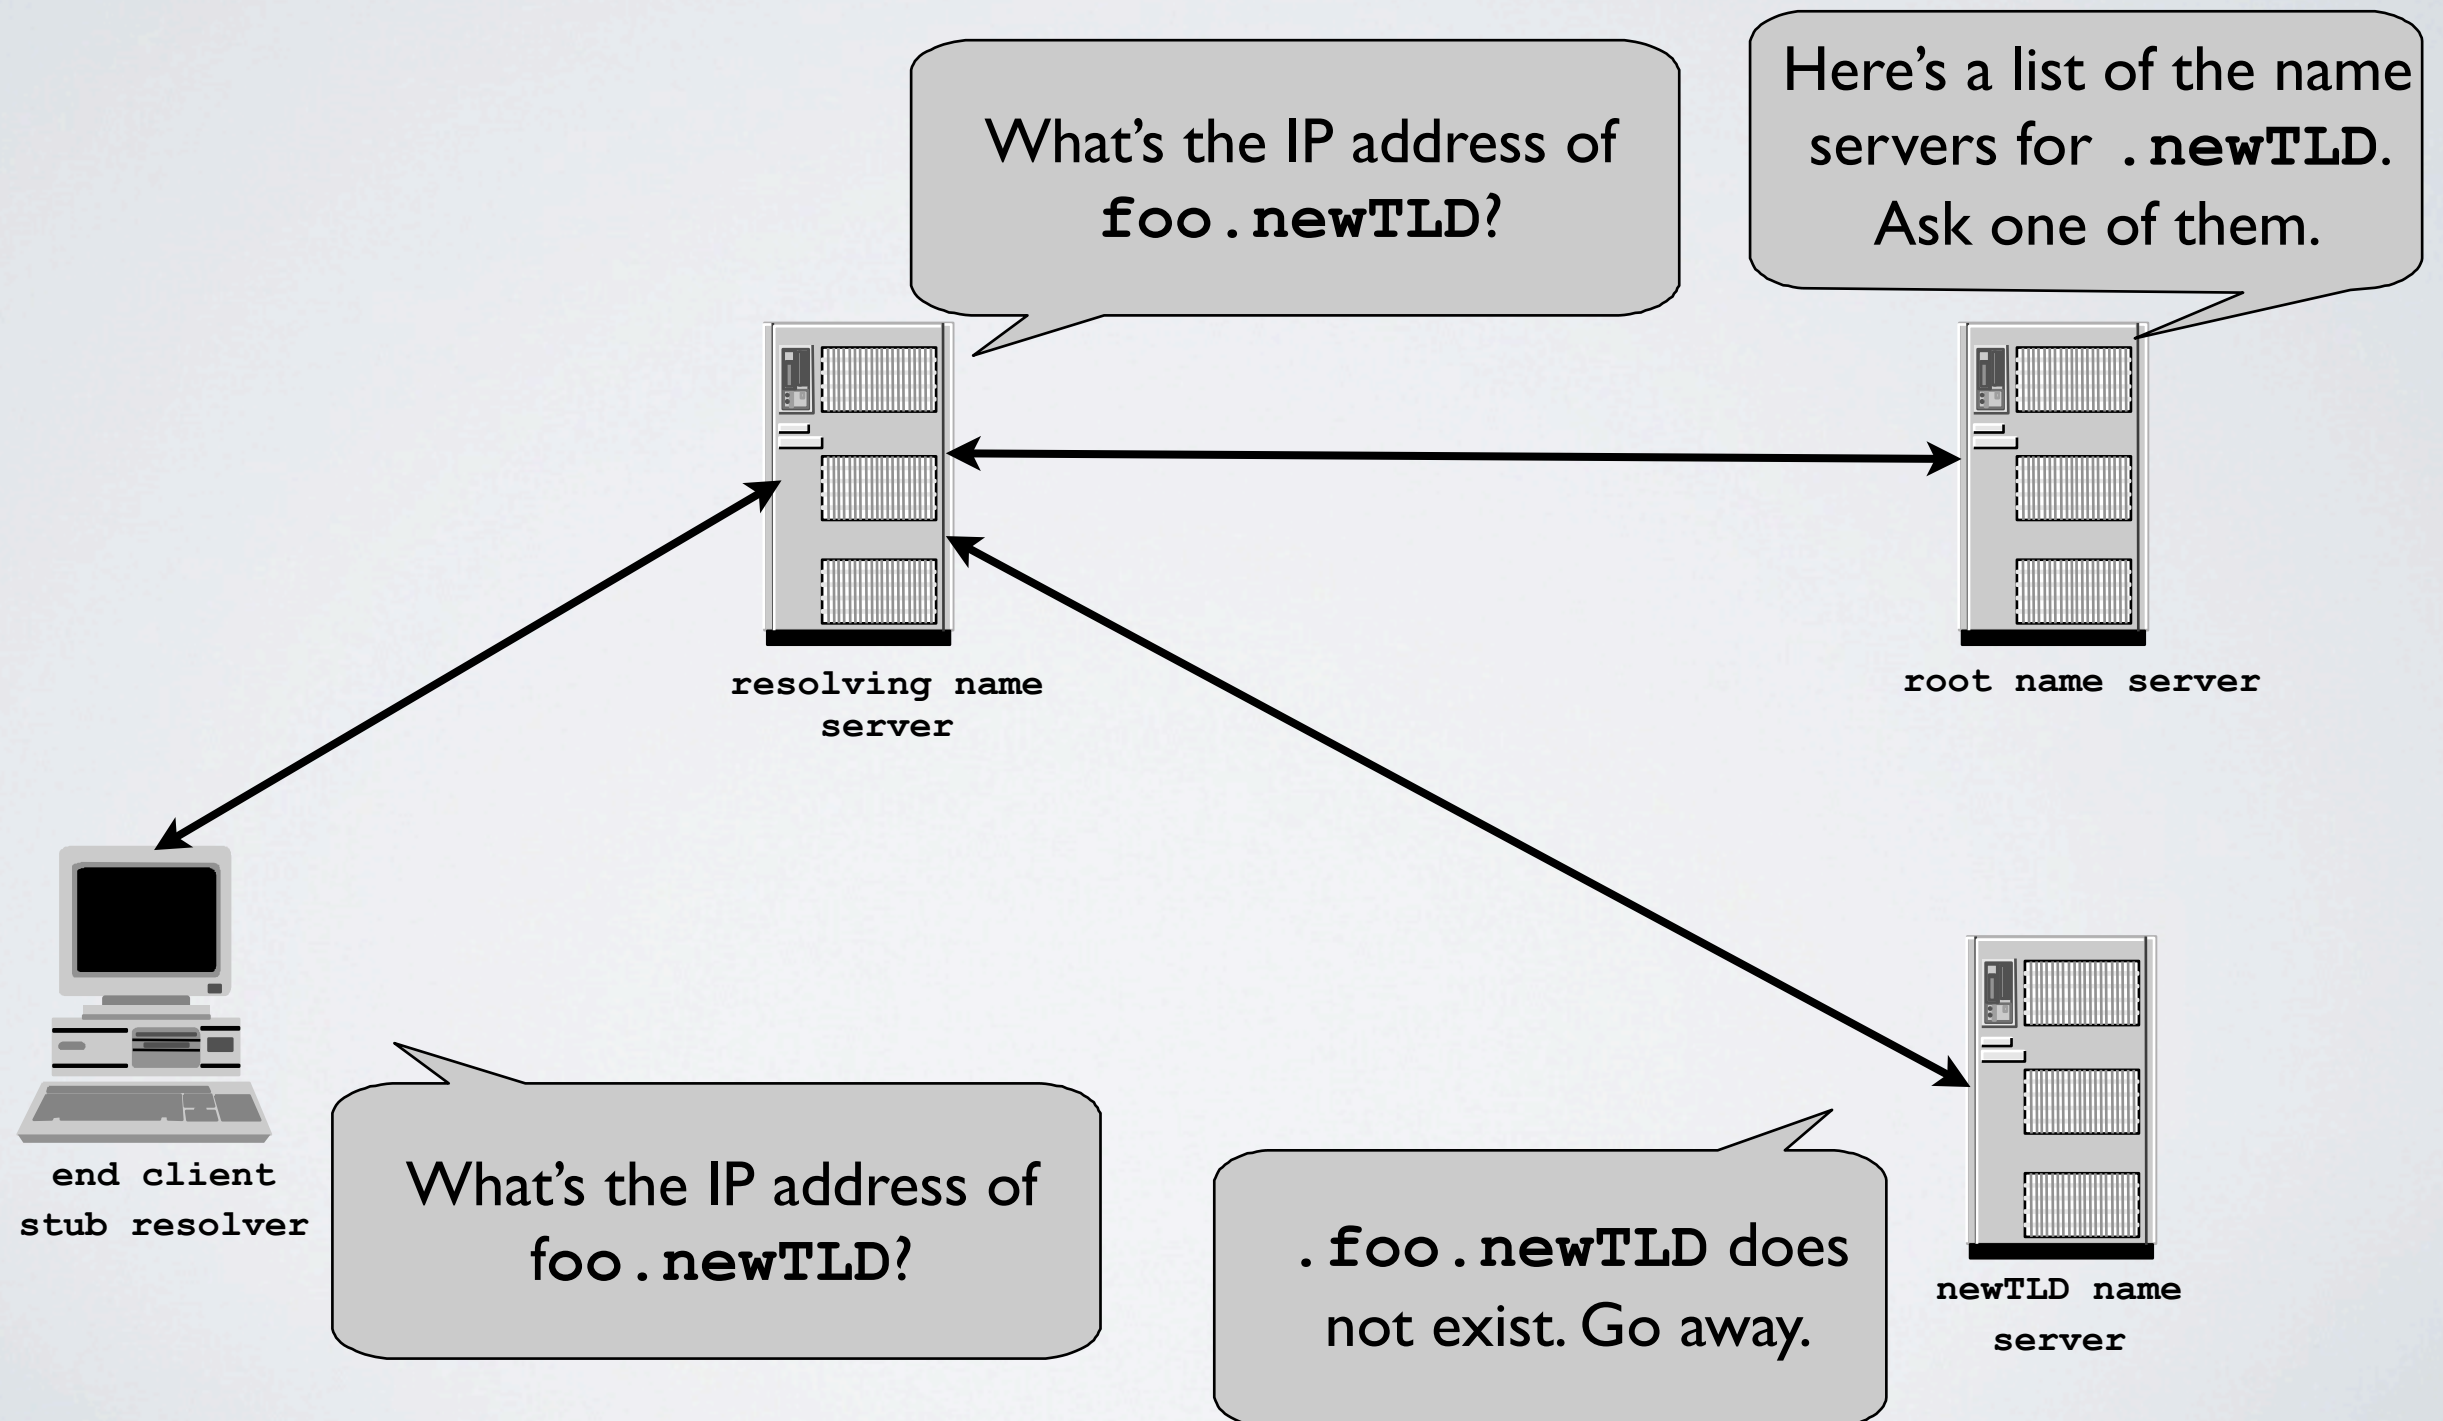 What's the IP address of
foo.newTLD?
Here's a list of the name
servers for .newTLD.
Ask one of them.
resolving name
server
root name server
end client
stub resolver
What's the IP address of
foo.newTLD?
.foo.newTLD does
not exist. Go away.
newTLD name
server